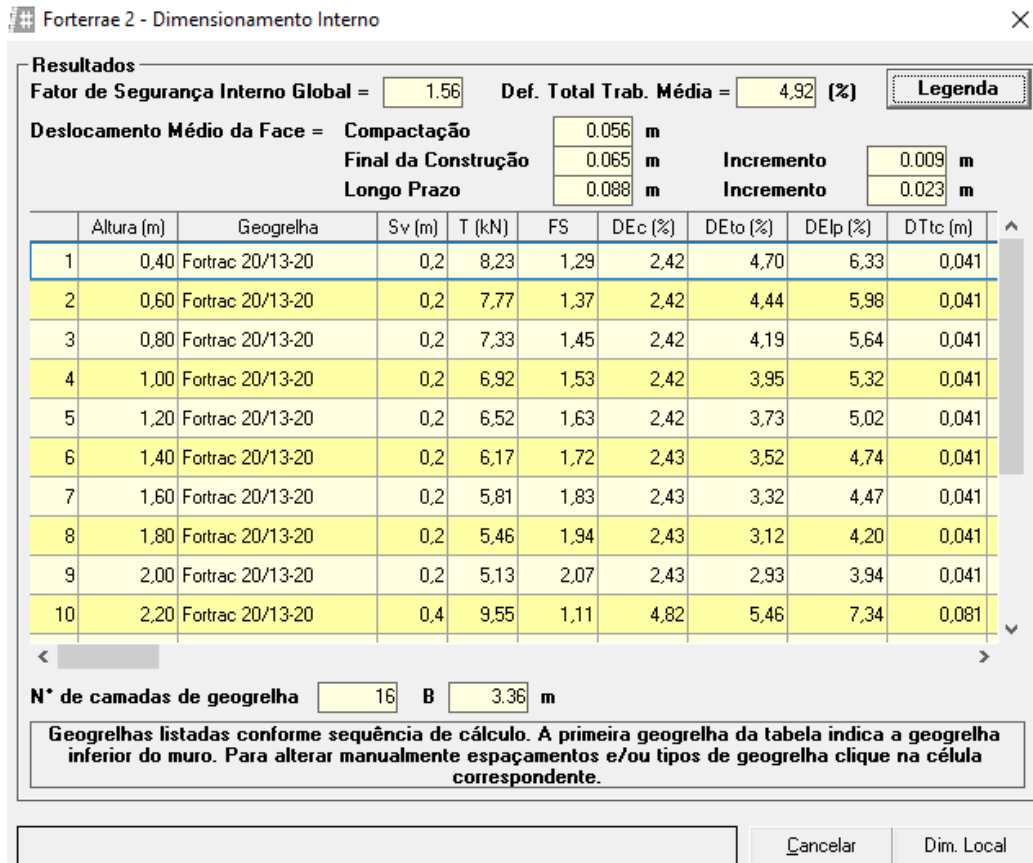 Forterrae 2 - Dimensionamento Interno
Resultados
Fator de Segurança Interno Global = 1.56 Def. Total Trab. Média = 4,92 (%) Legenda
Deslocamento Médio da Face = Compactação 0.056 m
Final da Construção 0.065 m Incremento 0.009 m
Longo Prazo 0.088 m Incremento 0.023 m
Altura (m) Geogrelha Sv (m) T (kN) FS DEc (%) DEto (%) DElp (%) DTtc (m)
1 0,40 Fortrac 20/13-20 0,2 8,23 1,29 2,42 4,70 6,33 0,041
2 0,60 Fortrac 20/13-20 0,2 7,77 1,37 2,42 4,44 5,98 0,041
3 0,80 Fortrac 20/13-20 0,2 7,33 1,45 2,42 4,19 5,64 0,041
4 1,00 Fortrac 20/13-20 0,2 6,92 1,53 2,42 3,95 5,32 0,041
5 1,20 Fortrac 20/13-20 0,2 6,52 1,63 2,42 3,73 5,02 0,041
6 1,40 Fortrac 20/13-20 0,2 6,17 1,72 2,43 3,52 4,74 0,041
7 1,60 Fortrac 20/13-20 0,2 5,81 1,83 2,43 3,32 4,47 0,041
8 1,80 Fortrac 20/13-20 0,2 5,46 1,94 2,43 3,12 4,20 0,041
9 2,00 Fortrac 20/13-20 0,2 5,13 2,07 2,43 2,93 3,94 0,041
10 2,20 Fortrac 20/13-20 0,4 9,55 1,11 4,82 5,46 7,34 0,081
N° de camadas de geogrelha 16 B 3.36 m
Geogrelhas listadas conforme sequência de cálculo. A primeira geogrelha da tabela indica a geogrelha
inferior do muro. Para alterar manualmente espaçamentos e/ou tipos de geogrelha clique na célula
correspondente.
Cancelar Dim. Local